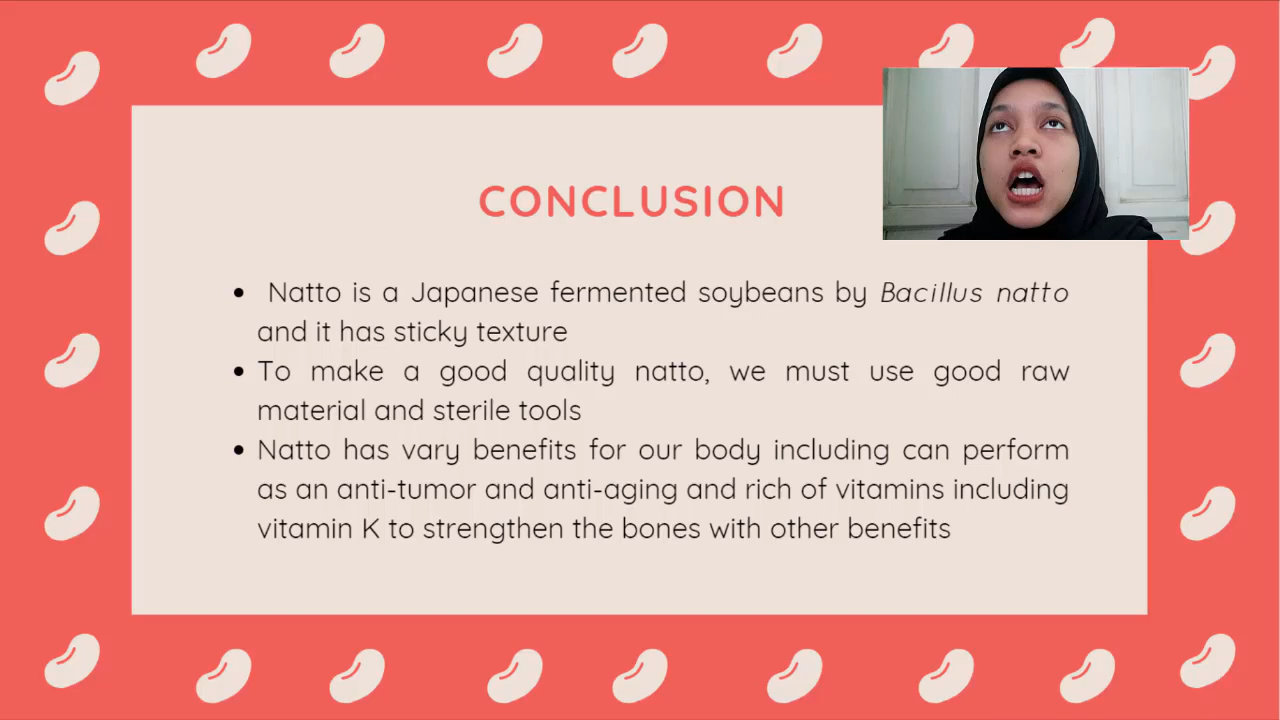 CONCLUSION
• Natto is a Japanese fermented soybeans by Bacillus natto
and it has sticky texture
• To make a good quality natto, we must use good raw
material and sterile tools
• Natto has vary benefits for our body including can perform
as an anti-tumor and anti-aging and rich of vitamins including
vitamin K to strengthen the bones with other benefits